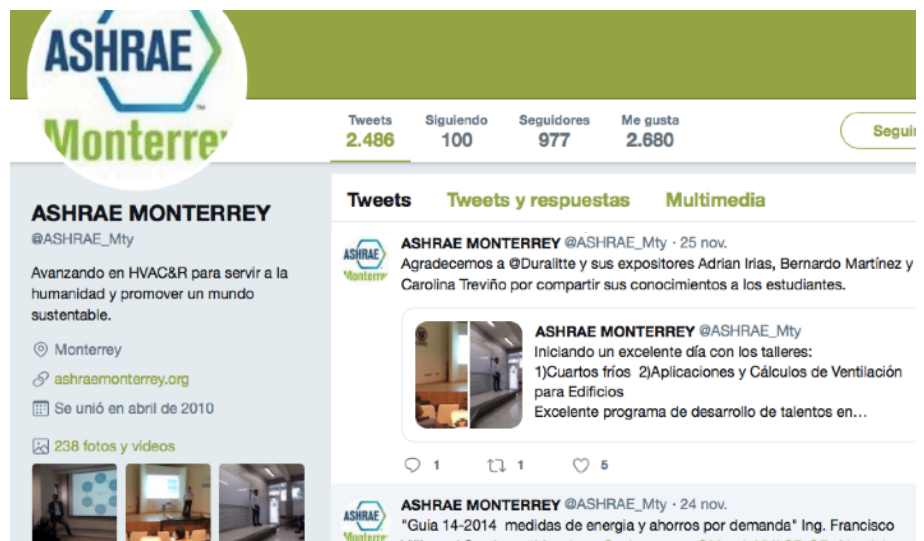 ASHRAE
Monterrey
Tweets Siguiendo Seguidores Me gusta
2.486 100 977 2.680
Seguir
ASHRAE MONTERREY
@ASHRAE_Mty
Avanzando en HVAC&R para servir a la
humanidad y promover un mundo
sustentable.
Monterrey
ashraemonterrey.org
Se unió en abril de 2010
238 fotos y videos
Tweets Tweets y respuestas Multimedia
ASHRAE
Monterrey
ASHRAE MONTERREY @ASHRAE_Mty · 25 nov.
Agradecemos a @Duralitte y sus expositores Adrian Irias, Bernardo Martínez y
Carolina Treviño por compartir sus conocimientos a los estudiantes.
ASHRAE MONTERREY @ASHRAE_Mty
Iniciando un excelente día con los talleres:
1)Cuartos fríos 2)Aplicaciones y Cálculos de Ventilación
para Edificios
Excelente programa de desarrollo de talentos en...
1 1 5
ASHRAE
Monterrey
ASHRAE MONTERREY @ASHRAE_Mty · 24 nov.
"Guia 14-2014 medidas de energia y ahorros por demanda" Ing. Francisco